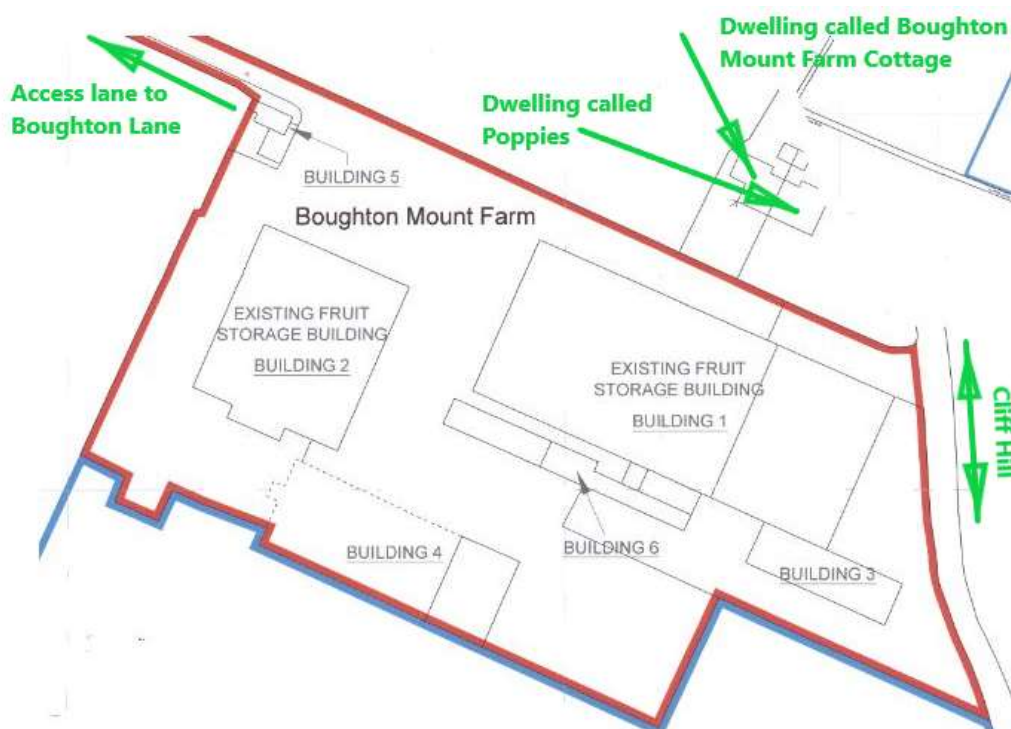 Dwelling called Boughton
Mount Farm Cottage
Dwelling called
Poppies
Access lane to
Boughton Lane
BUILDING 5
Boughton Mount Farm
EXISTING FRUIT
STORAGE BUILDING
BUILDING 2
EXISTING FRUIT
STORAGE BUILDING
BUILDING 1
Cliff Hill
BUILDING 4
BUILDING 6
BUILDING 3